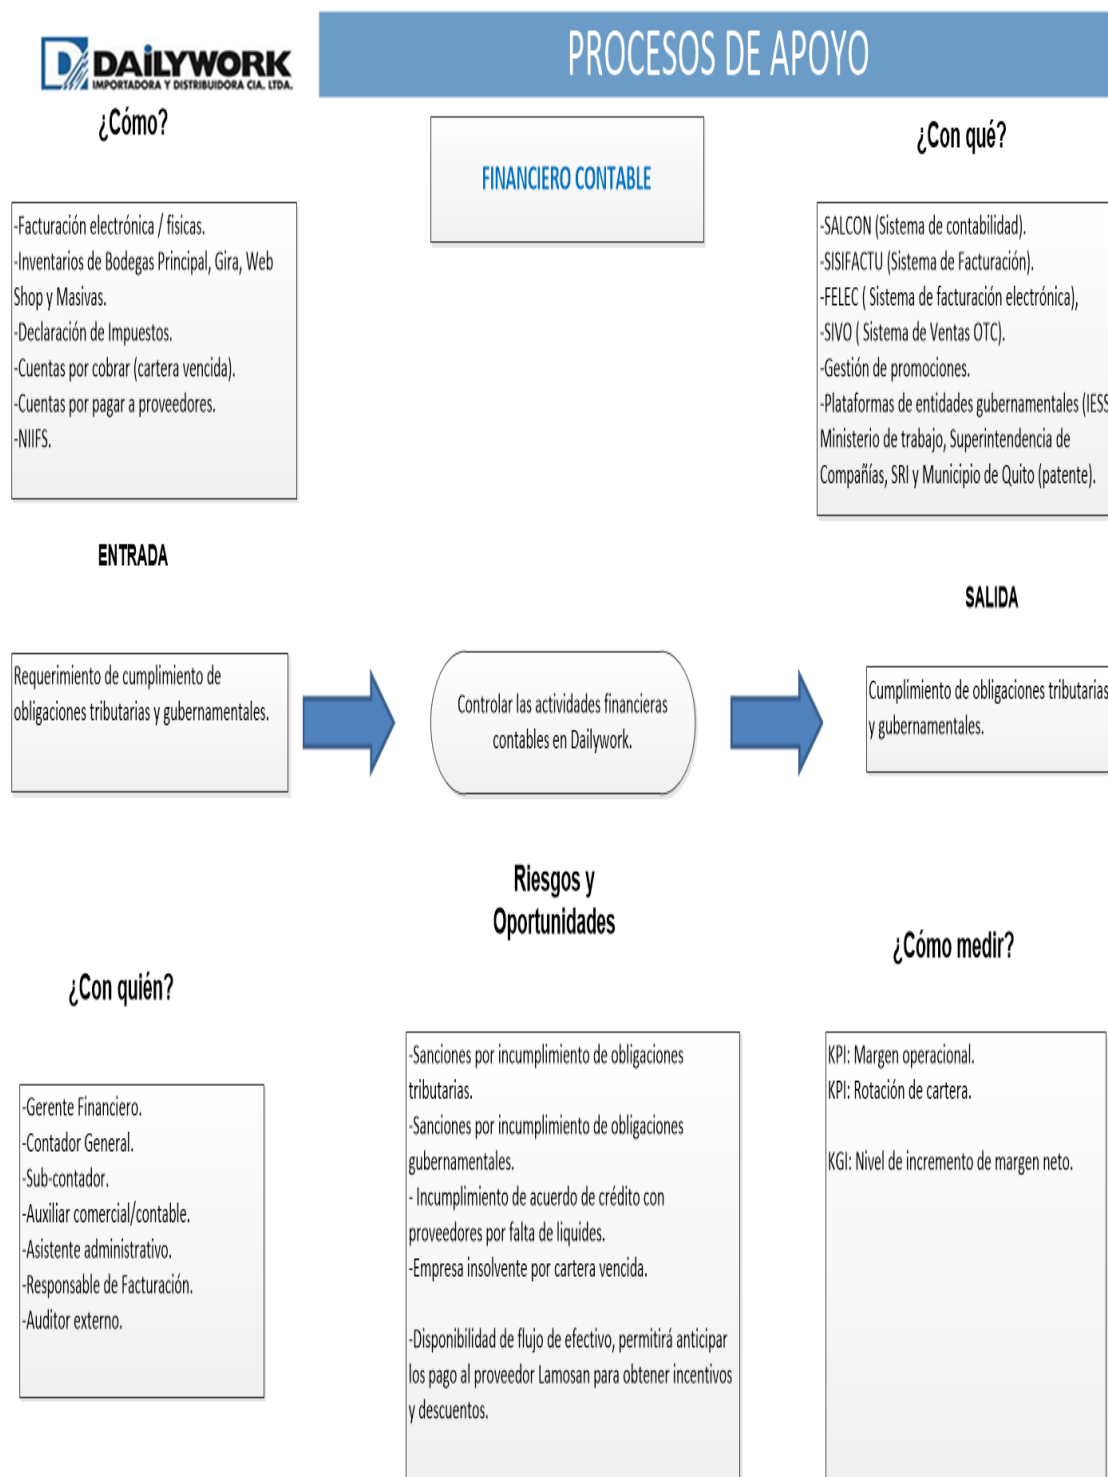 DAiLYWORK
IMPORTADORA Y DISTRIBUIDORA CIA. LTDA.
PROCESOS DE APOYO
¿Cómo?
-Facturación electrónica / fisicas.
-Inventarios de Bodegas Principal, Gira, Web
Shop y Masivas.
-Declaración de Impuestos.
-Cuentas por cobrar (cartera vencida).
-Cuentas por pagar a proveedores.
-NIIFS.
FINANCIERO CONTABLE
¿Con qué?
-SALCON (Sistema de contabilidad).
-SISIFACTU (Sistema de Facturación).
-FELEC ( Sistema de facturación electrónica),
-SIVO ( Sistema de Ventas OTC).
-Gestión de promociones.
-Plataformas de entidades gubernamentales (IESS
Ministerio de trabajo, Superintendencia de
Compañías, SRI y Municipio de Quito (patente).
ENTRADA
Requerimiento de cumplimiento de
obligaciones tributarias y gubernamentales.
Controlar las actividades financieras
contables en Dailywork.
SALIDA
Cumplimiento de obligaciones tributarias
y gubernamentales.
¿Con quién?
-Gerente Financiero.
-Contador General.
-Sub-contador.
-Auxiliar comercial/contable.
-Asistente administrativo.
-Responsable de Facturación.
-Auditor externo.
Riesgos y
Oportunidades
-Sanciones por incumplimiento de obligaciones
tributarias.
-Sanciones por incumplimiento de obligaciones
gubernamentales.
- Incumplimiento de acuerdo de crédito con
proveedores por falta de liquides.
-Empresa insolvente por cartera vencida.
-Disponibilidad de flujo de efectivo, permitirá anticipar
los pago al proveedor Lamosan para obtener incentivos
y descuentos.
¿Cómo medir?
KPI: Margen operacional.
KPI: Rotación de cartera.
KGI: Nivel de incremento de margen neto.